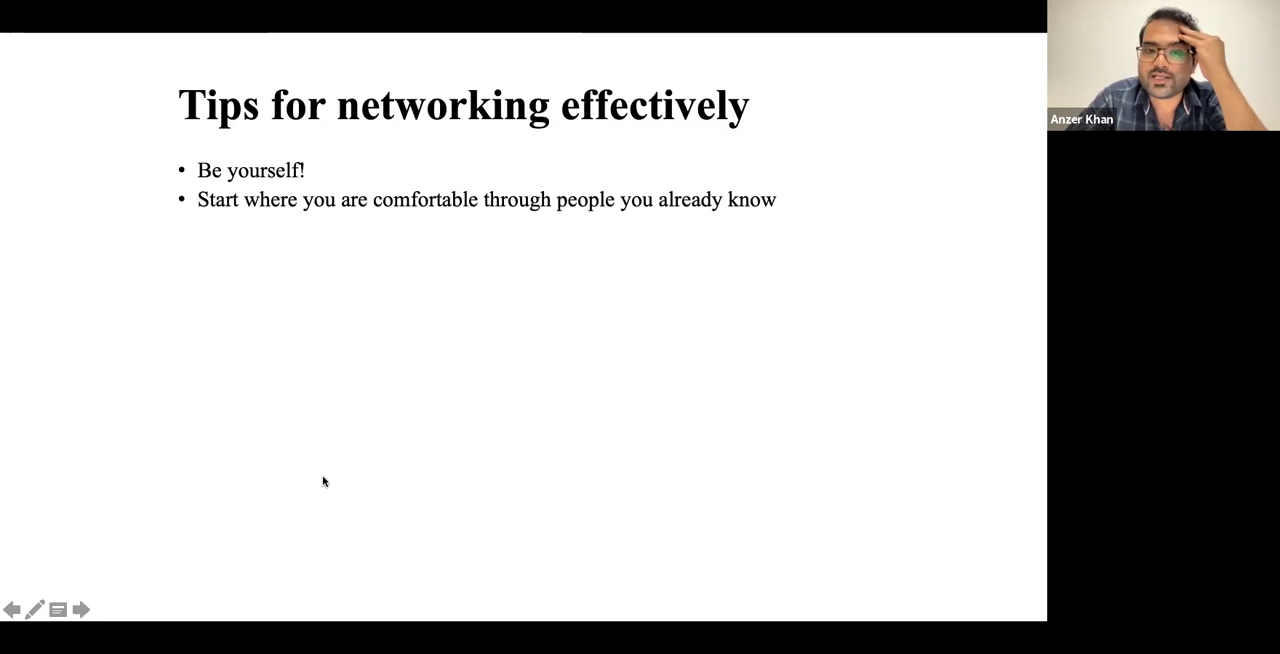 Tips for networking effectively
• Be yourself!
• Start where you are comfortable through people you already know
Anzer Khan